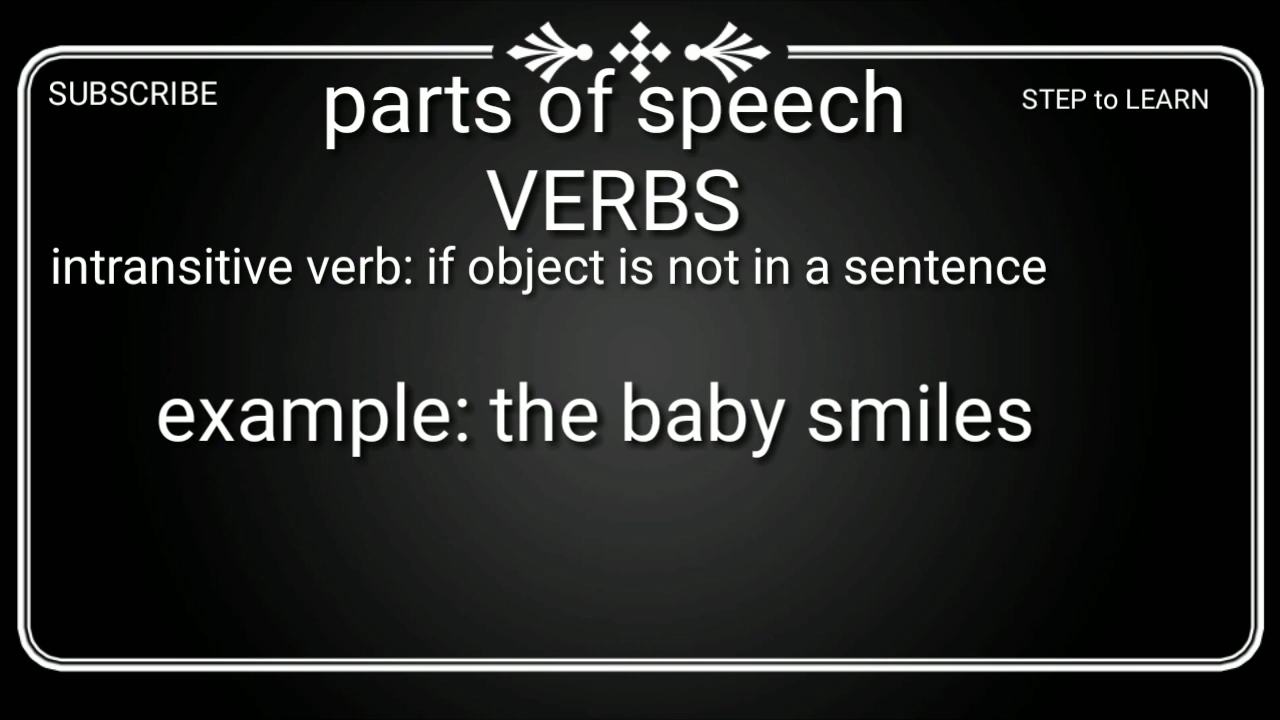 SUBSCRIBE
parts of speech
STEP to LEARN
VERBS
intransitive verb: if object is not in a sentence
example: the baby smiles